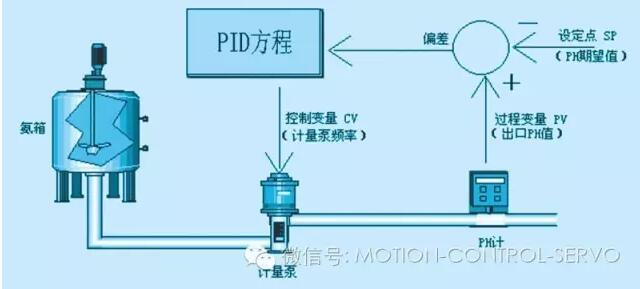 PID方程
偏差
设定点 SP
(PH期望值)
+
控制变量 CV
(计量泵频率)
过程变量 PV
(出口PH值)
氨箱
PH计
计量泵
微信号: MOTION-CONTROL-SERVO